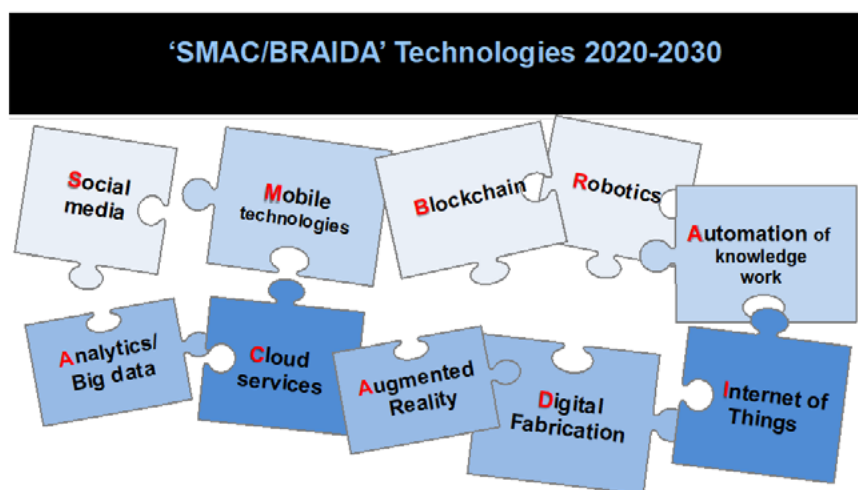 ‘SMAC/BRAIDA’ Technologies 2020-2030
Social
media
Mobile
technologies
Blockchain
Robotics
Automation of
knowledge
work
Analytics/
Big data
Cloud
services
Augmented
Reality
Digital
Fabrication
Internet of
Things